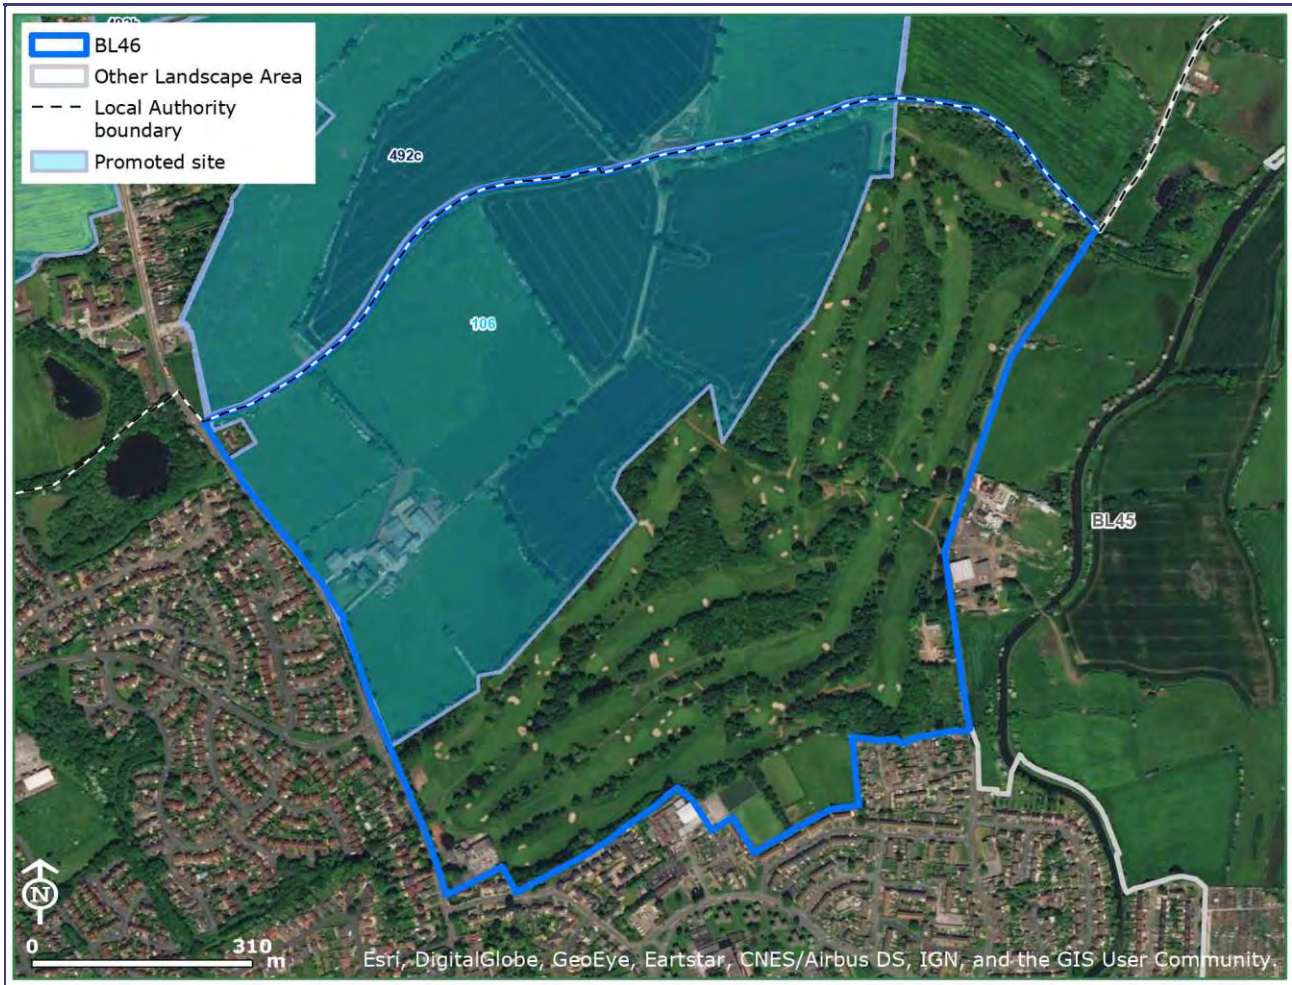 BL46
Other Landscape Area
Local Authority
boundary
Promoted site
492c
106
BL45
N
0
310
m
Esri, DigitalGlobe, GeoEye, Eartstar, CNES/Airbus DS, IGN, and the GIS User Community.